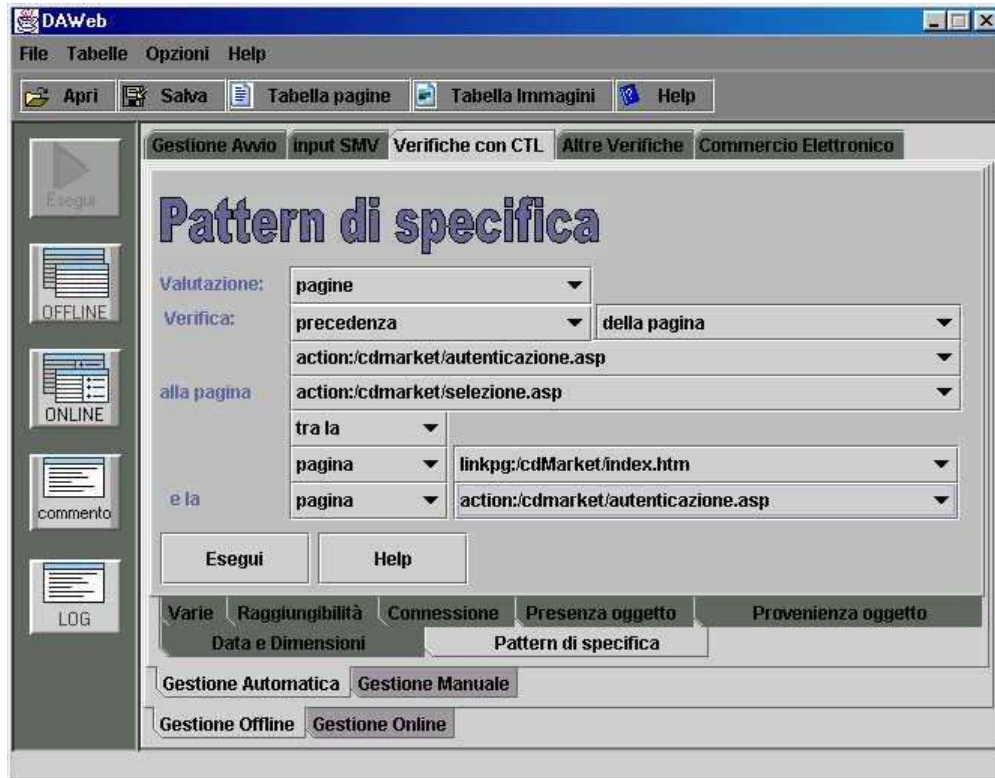 DAWeb
File Tabelle Opzioni Help
Apri Salva Tabella pagine Tabella Immagini Help
Gestione Avvio Input SMV Verifiche con CTL Altre Verifiche Commercio Elettronico
Esegui
Pattern di specifica
Valutazione: pagine
OFFLINE
Verifica: precedenza della pagina
action:/cdmarket/autenticazione.asp
alla pagina action:/cdmarket/selezione.asp
ONLINE
tra la
pagina linkpg:/cdMarket/index.htm
e la pagina action:/cdmarket/autenticazione.asp
commento
Esegui Help
LOG
Varie Raggiungibilità Connessione Presenza oggetto Provenienza oggetto
Data e Dimensioni Pattern di specifica
Gestione Automatica Gestione Manuale
Gestione Offline Gestione Online